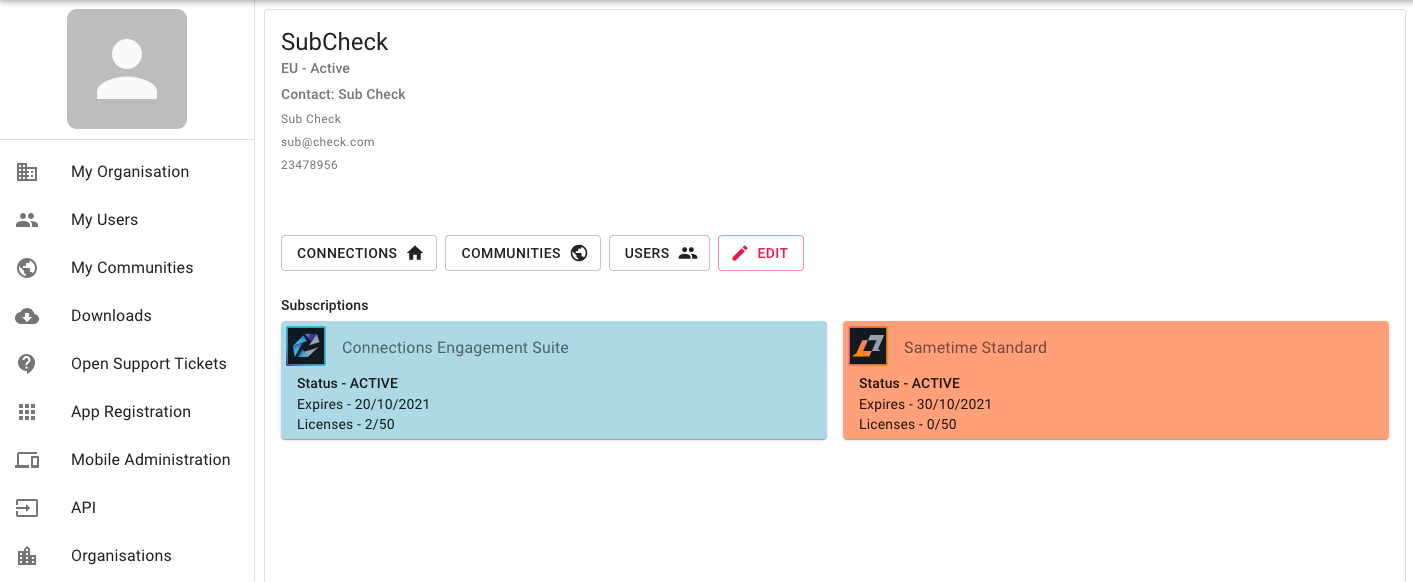 My Organisation
My Users
My Communities
Downloads
Open Support Tickets
App Registration
Mobile Administration
API
Organisations
SubCheck
EU - Active
Contact: Sub Check
Sub Check
sub@check.com
23478956
CONNECTIONS
COMMUNITIES
USERS
EDIT
Subscriptions
Connections Engagement Suite
Status - ACTIVE
Expires - 20/10/2021
Licenses - 2/50
Sametime Standard
Status - ACTIVE
Expires - 30/10/2021
Licenses - 0/50